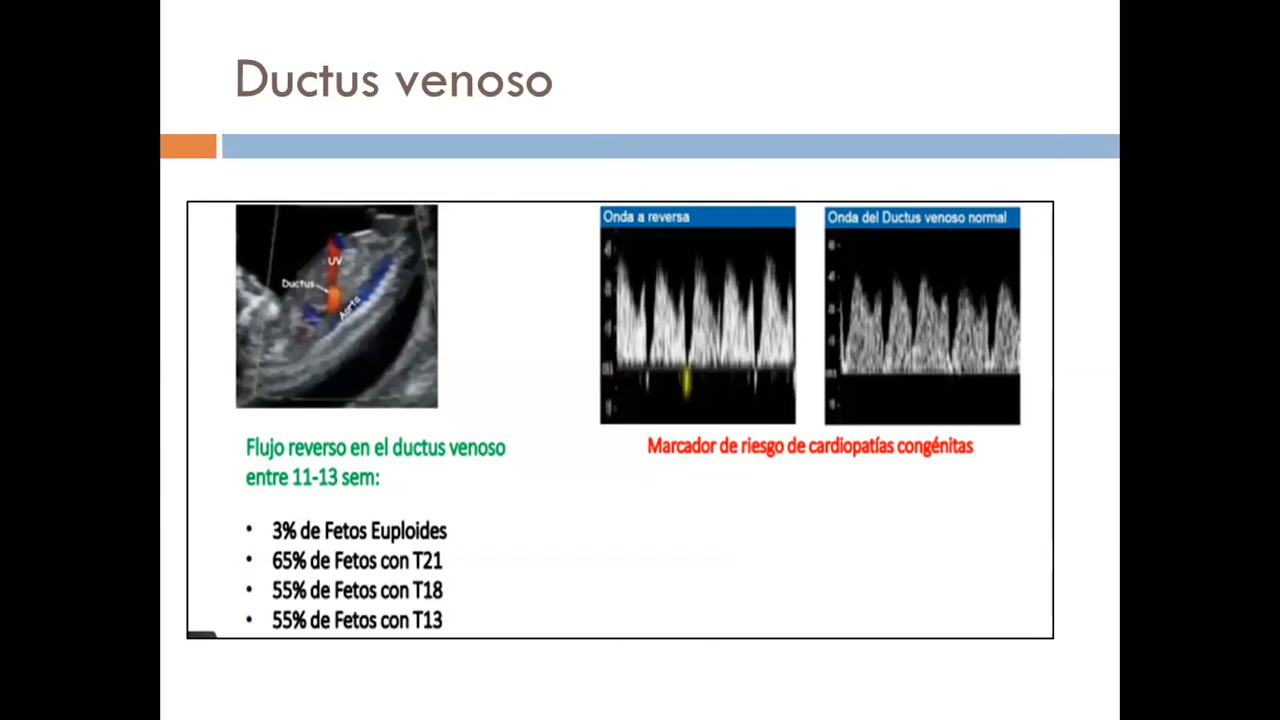 Ductus venoso
UV
Ductus
Aorta
Onda a reversa
Onda del Ductus venoso normal
Flujo reverso en el ductus venoso
entre 11-13 sem:
Marcador de riesgo de cardiopatías congénitas
• 3% de Fetos Euploides
• 65% de Fetos con T21
• 55% de Fetos con T18
• 55% de Fetos con T13